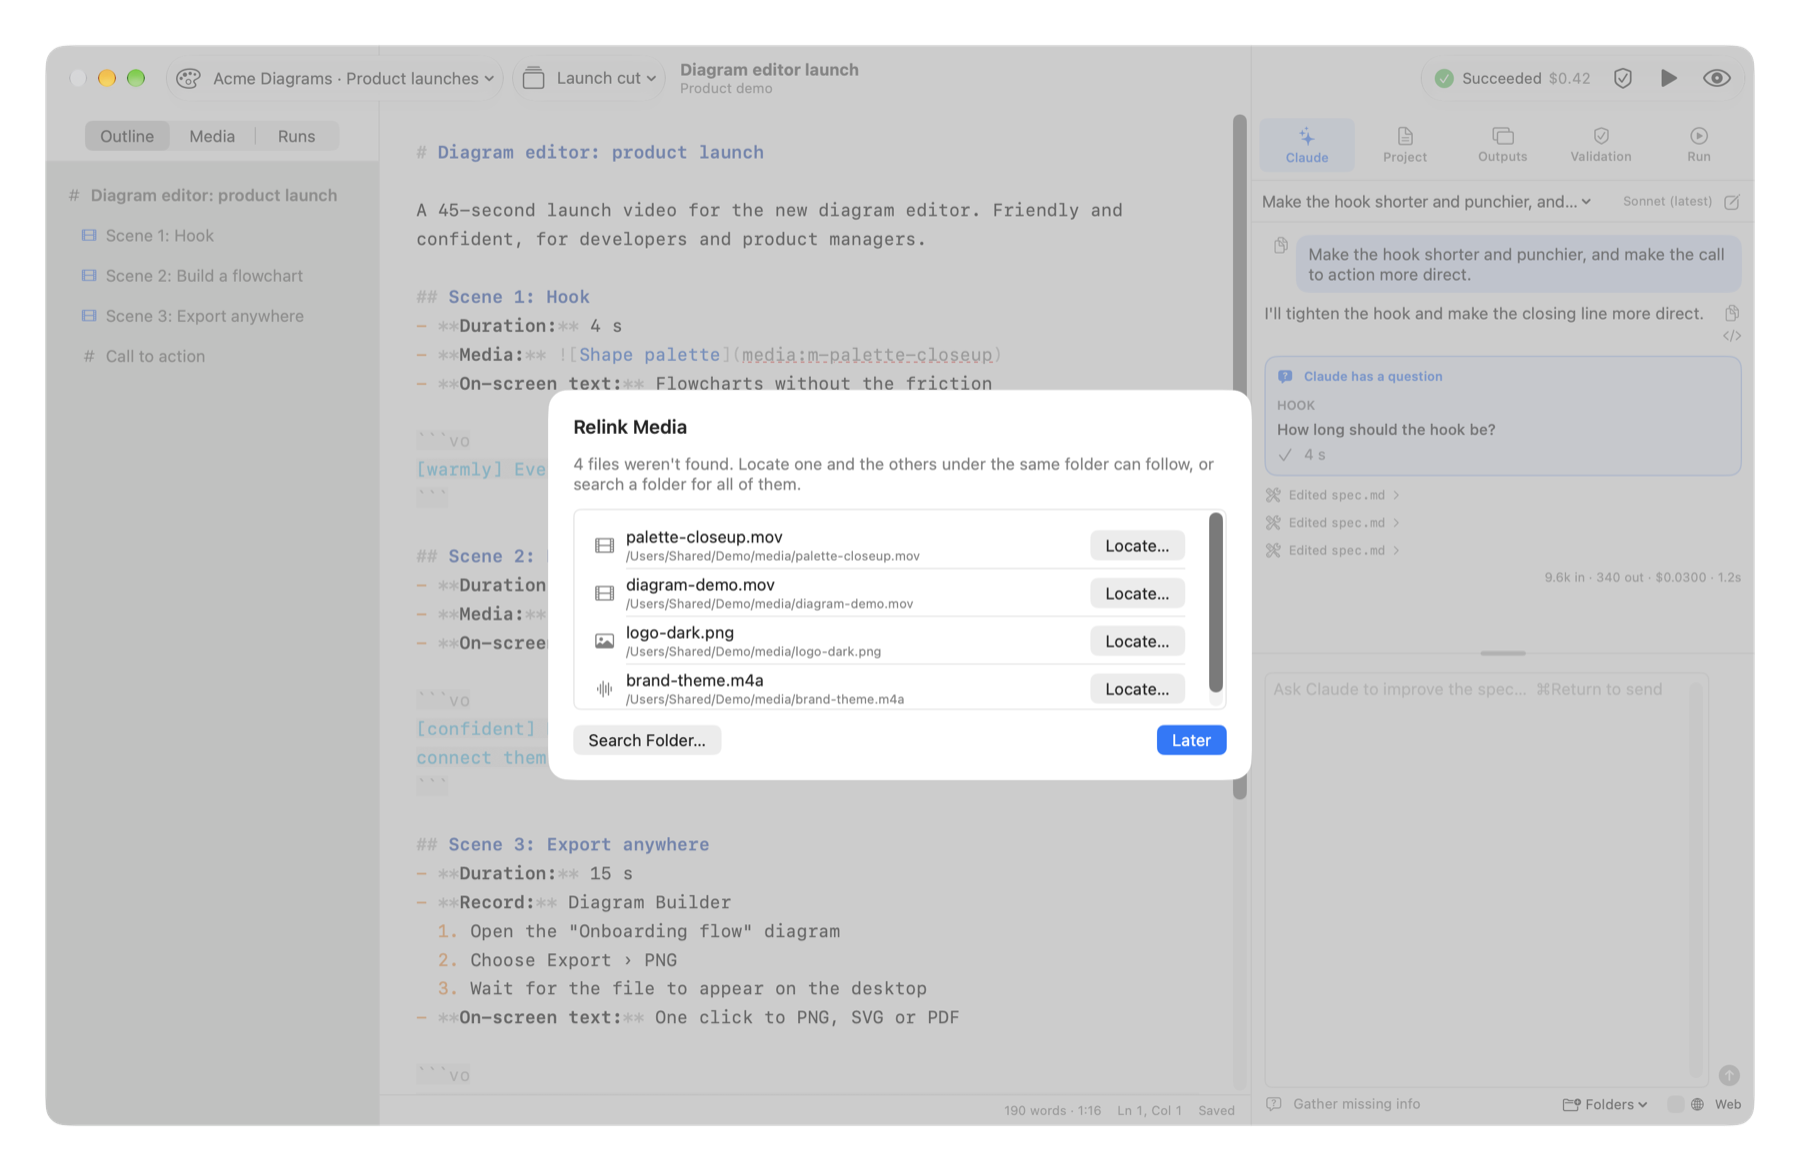 Acme Diagrams · Product launches
Launch cut
Diagram editor launch
Product demo
Succeeded $0.42
Outline
Media
Runs
# Diagram editor: product launch
Scene 1: Hook
Scene 2: Build a flowchart
Scene 3: Export anywhere
# Call to action
# Diagram editor: product launch
A 45-second launch video for the new diagram editor. Friendly and
confident, for developers and product managers.
## Scene 1: Hook
- **Duration:** 4 s
- **Media:** ![Shape palette](media:m-palette-closeup)
- **On-screen text:** Flowcharts without the friction
```vo
[warmly] Eve
```
## Scene 2:
- **Duration
- **Media:**
- **On-scree
```vo
[confident]
connect them
```
## Scene 3: Export anywhere
- **Duration:** 15 s
- **Record:** Diagram Builder
1. Open the "Onboarding flow" diagram
2. Choose Export › PNG
3. Wait for the file to appear on the desktop
- **On-screen text:** One click to PNG, SVG or PDF
```vo
190 words · 1:16 Ln 1, Col 1 Saved
Relink Media
4 files weren't found. Locate one and the others under the same folder can follow, or
search a folder for all of them.
palette-closeup.mov
/Users/Shared/Demo/media/palette-closeup.mov
Locate...
diagram-demo.mov
/Users/Shared/Demo/media/diagram-demo.mov
Locate...
logo-dark.png
/Users/Shared/Demo/media/logo-dark.png
Locate...
brand-theme.m4a
/Users/Shared/Demo/media/brand-theme.m4a
Locate...
Search Folder...
Later
Claude
Project
Outputs
Validation
Run
Make the hook shorter and punchier, and...
Sonnet (latest)
Make the hook shorter and punchier, and make the call
to action more direct.
I'll tighten the hook and make the closing line more direct.
</>
Claude has a question
HOOK
How long should the hook be?
✓ 4 s
Edited spec.md >
Edited spec.md >
Edited spec.md >
9.6k in · 340 out · $0.0300 · 1.2s
Ask Claude to improve the spec... ⌘Return to send
Gather missing info
Folders
Web